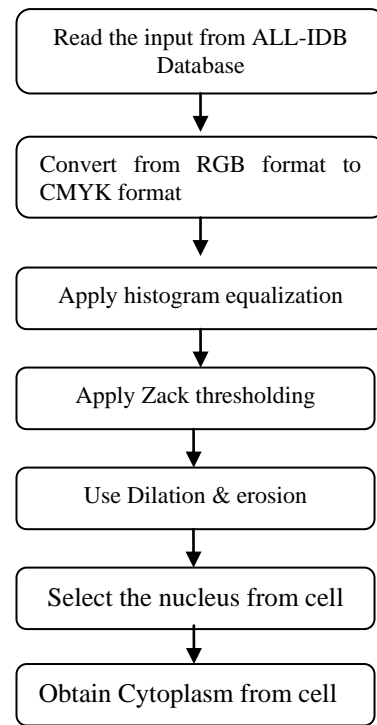 Read the input from ALL-IDB
Database
Convert from RGB format to
CMYK format
Apply histogram equalization
Apply Zack thresholding
Use Dilation & erosion
Select the nucleus from cell
Obtain Cytoplasm from cell